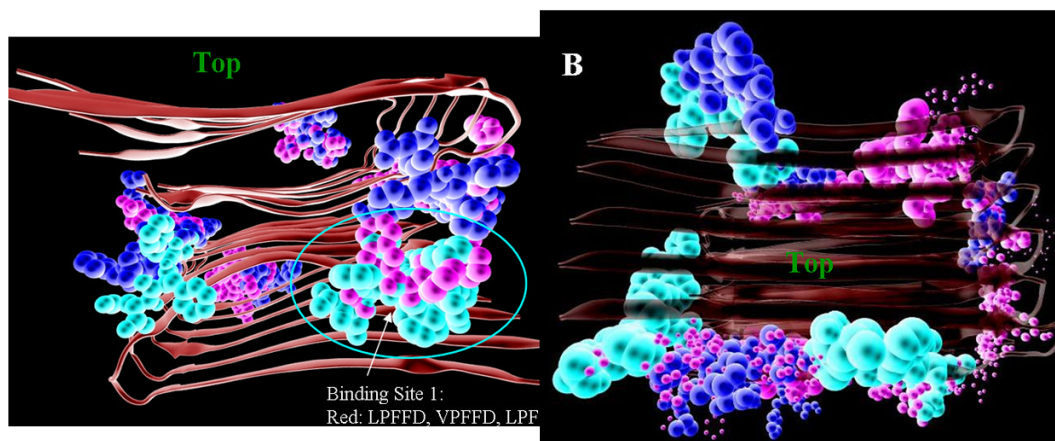 Top
Binding Site 1:
Red: LPFFD, VPFFD, LPF
B
Top